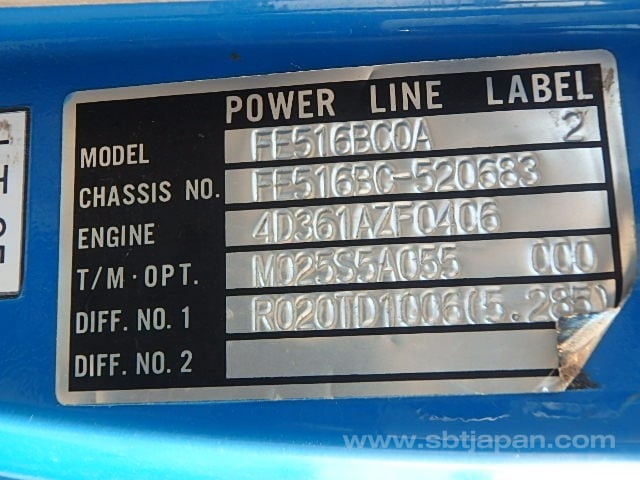 POWER LINE LABEL
MODEL FE516BC0A 2
CHASSIS NO. FE516BC-520683
ENGINE 4D361AZF0406
T/M·OPT. M025S5A055 000
DIFF. NO. 1 R020TD1006(5.285)
DIFF. NO. 2
www.sbtjapan.com